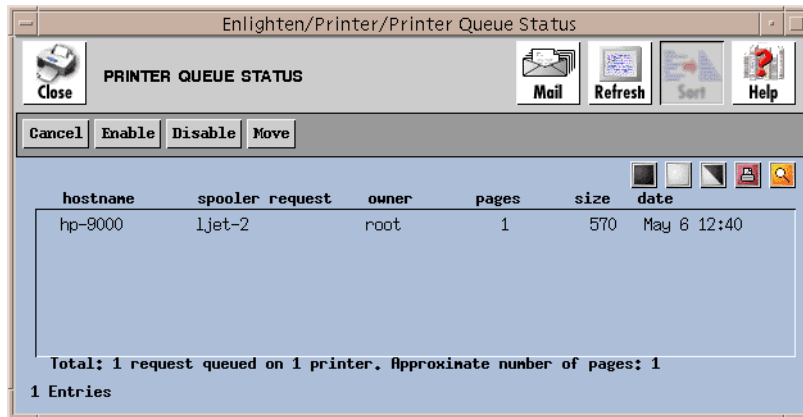 Enlighten/Printer/Printer Queue Status
Close PRINTER QUEUE STATUS Mail Refresh Sort Help
Cancel Enable Disable Move
hostname spooler request owner pages size date
hp-9000 ljet-2 root 1 570 May 6 12:40
Total: 1 request queued on 1 printer. Approximate number of pages: 1
1 Entries